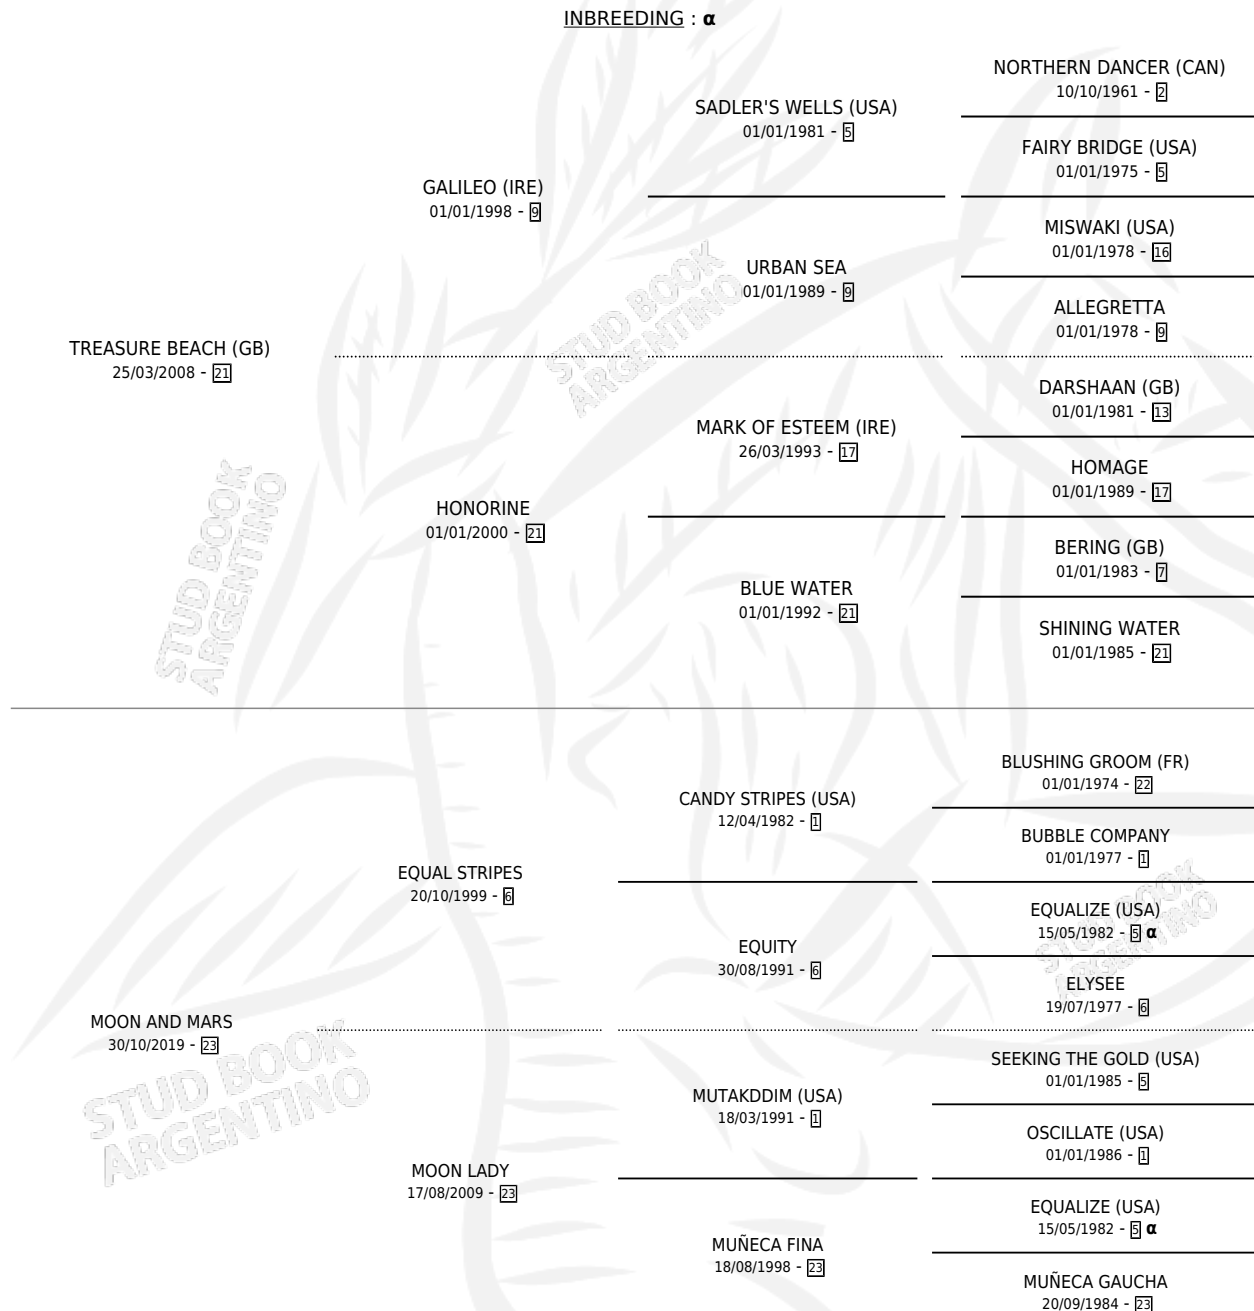 INBREEDING : α
NORTHERN DANCER (CAN)
10/10/1961 - 2
SADLER'S WELLS (USA)
01/01/1981 - 5
FAIRY BRIDGE (USA)
01/01/1975 - 5
GALILEO (IRE)
01/01/1998 - 9
MISWAKI (USA)
01/01/1978 - 16
URBAN SEA
01/01/1989 - 9
ALLEGRETTA
01/01/1978 - 9
TREASURE BEACH (GB)
25/03/2008 - 21
DARSHAAN (GB)
01/01/1981 - 13
MARK OF ESTEEM (IRE)
26/03/1993 - 17
HOMAGE
01/01/1989 - 17
HONORINE
01/01/2000 - 21
BERING (GB)
01/01/1983 - 7
BLUE WATER
01/01/1992 - 21
SHINING WATER
01/01/1985 - 21
BLUSHING GROOM (FR)
01/01/1974 - 22
CANDY STRIPES (USA)
12/04/1982 - 1
BUBBLE COMPANY
01/01/1977 - 1
EQUAL STRIPES
20/10/1999 - 6
EQUALIZE (USA)
15/05/1982 - 5 α
EQUITY
30/08/1991 - 6
ELYSEE
19/07/1977 - 6
MOON AND MARS
30/10/2019 - 23
SEEKING THE GOLD (USA)
01/01/1985 - 5
MUTAKDDIM (USA)
18/03/1991 - 1
OSCILLATE (USA)
01/01/1986 - 1
MOON LADY
17/08/2009 - 23
EQUALIZE (USA)
15/05/1982 - 5 α
MUÑECA FINA
18/08/1998 - 23
MUÑECA GAUCHA
20/09/1984 - 23
STUD BOOK
ARGENTINO
STUD BOOK
ARGENTINO
STUD BOOK
ARGENTINO
STUD BOOK
ARGENTINO